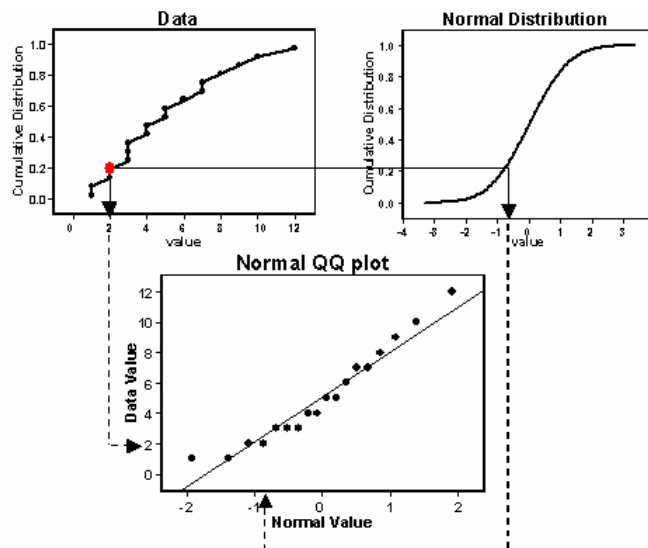 Data
Cumulative Distribution
1.0
0.8
0.6
0.4
0.2
0.0
0 2 4 6 8 10 12
value
Normal Distribution
Cumulative Distribution
1.0
0.8
0.6
0.4
0.2
0.0
-4 -3 -2 -1 0 1 2 3
value
Normal QQ plot
Data Value
12
10
8
6
4
2
0
-2 -1 0 1 2
Normal Value